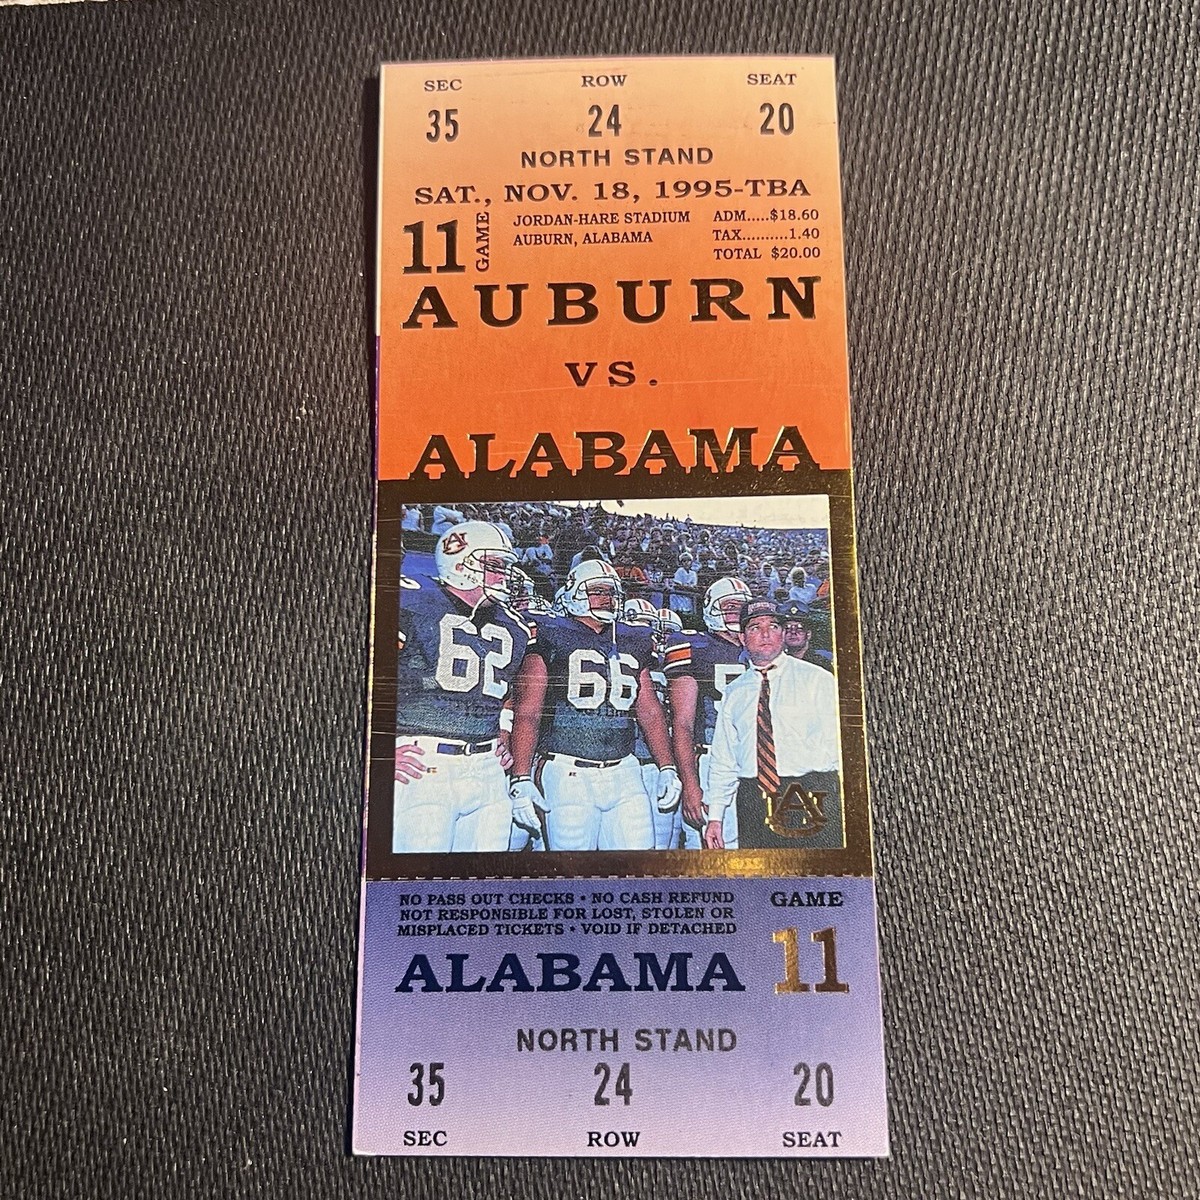 SEC ROW SEAT
35 24 20
NORTH STAND
SAT., NOV. 18, 1995-TBA
11 GAME
JORDAN-HARE STADIUM
AUBURN, ALABAMA
ADM.....$18.60
TAX..........1.40
TOTAL $20.00
AUBURN
VS.
ALABAMA
AU
62
66
5
AU
NO PASS OUT CHECKS • NO CASH REFUND
NOT RESPONSIBLE FOR LOST, STOLEN OR
MISPLACED TICKETS • VOID IF DETACHED
GAME
11
ALABAMA
NORTH STAND
35 24 20
SEC ROW SEAT